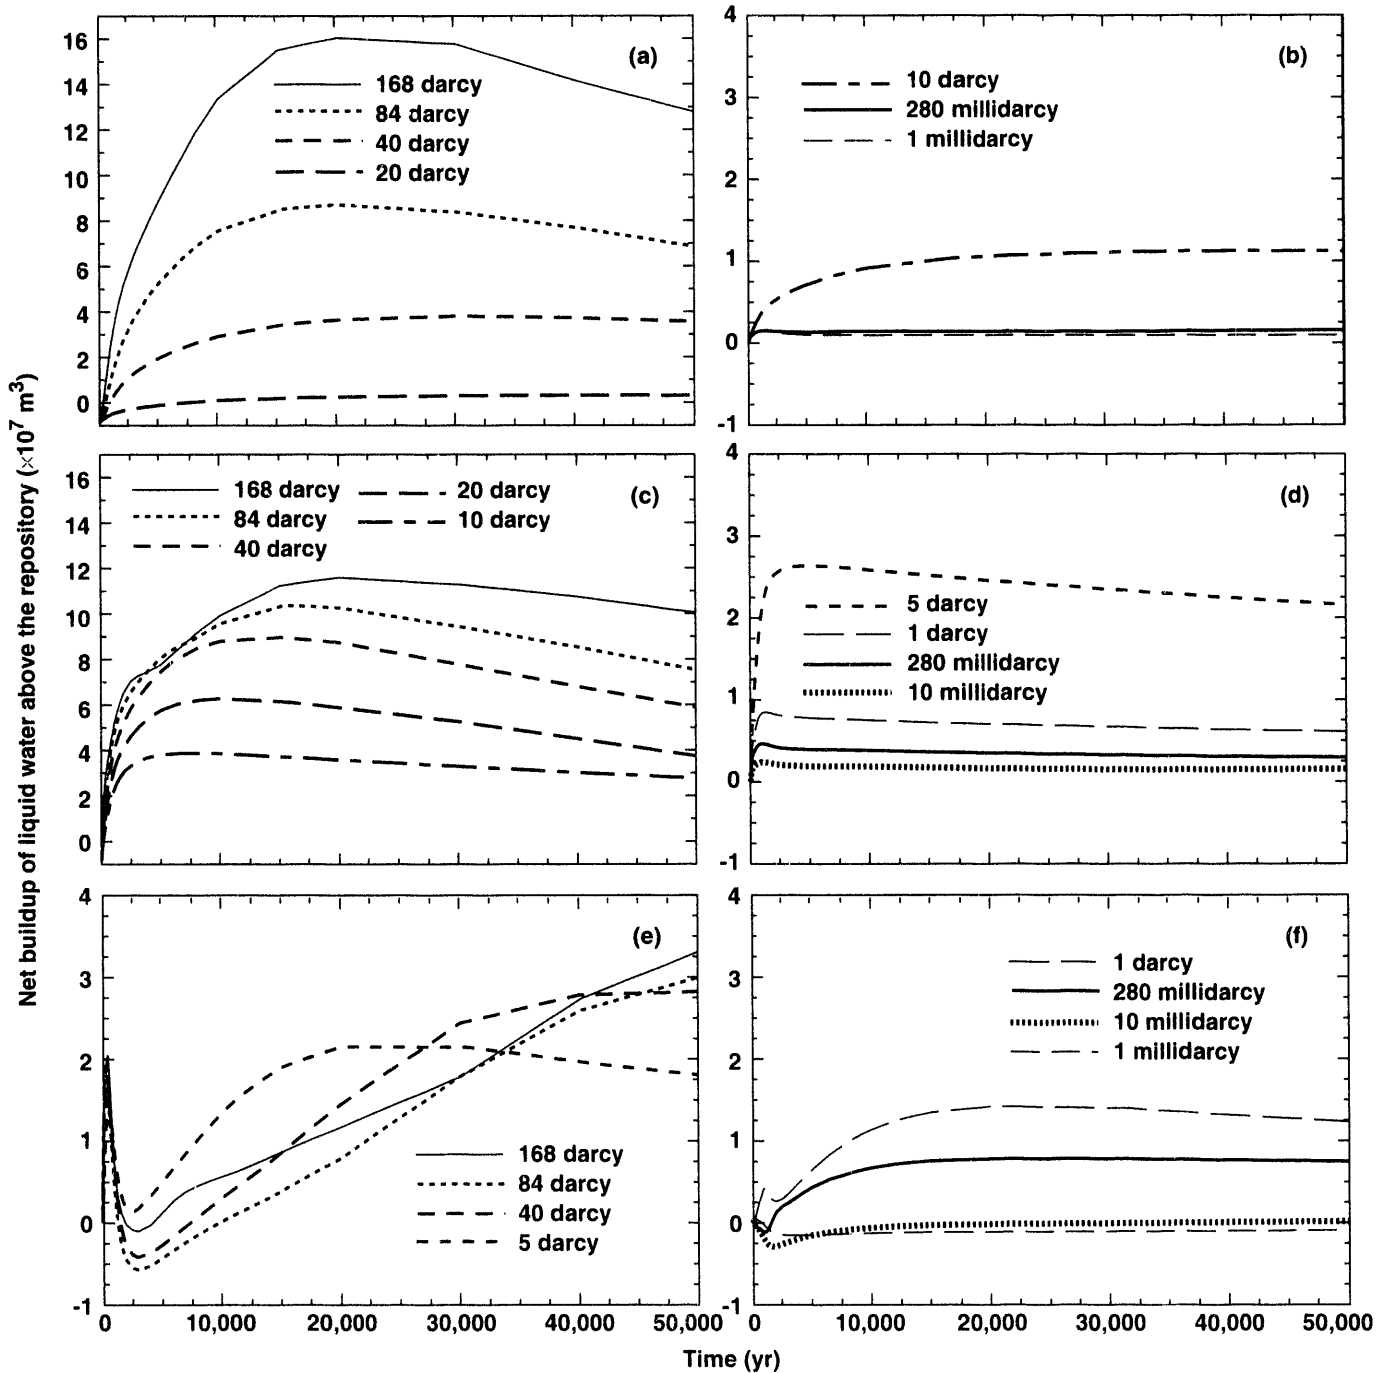 Net buildup of liquid water above the repository (×10⁷ m³)
(a)
16
14
12
10
8
6
4
2
0
168 darcy
84 darcy
40 darcy
20 darcy
(b)
4
3
2
1
0
-1
10 darcy
280 millidarcy
1 millidarcy
(c)
16
14
12
10
8
6
4
2
0
168 darcy
84 darcy
40 darcy
20 darcy
10 darcy
(d)
4
3
2
1
0
-1
5 darcy
1 darcy
280 millidarcy
10 millidarcy
(e)
4
3
2
1
0
-1
168 darcy
84 darcy
40 darcy
5 darcy
0 10,000 20,000 30,000 40,000 50,000
(f)
4
3
2
1
0
-1
1 darcy
280 millidarcy
10 millidarcy
1 millidarcy
0 10,000 20,000 30,000 40,000 50,000
Time (yr)